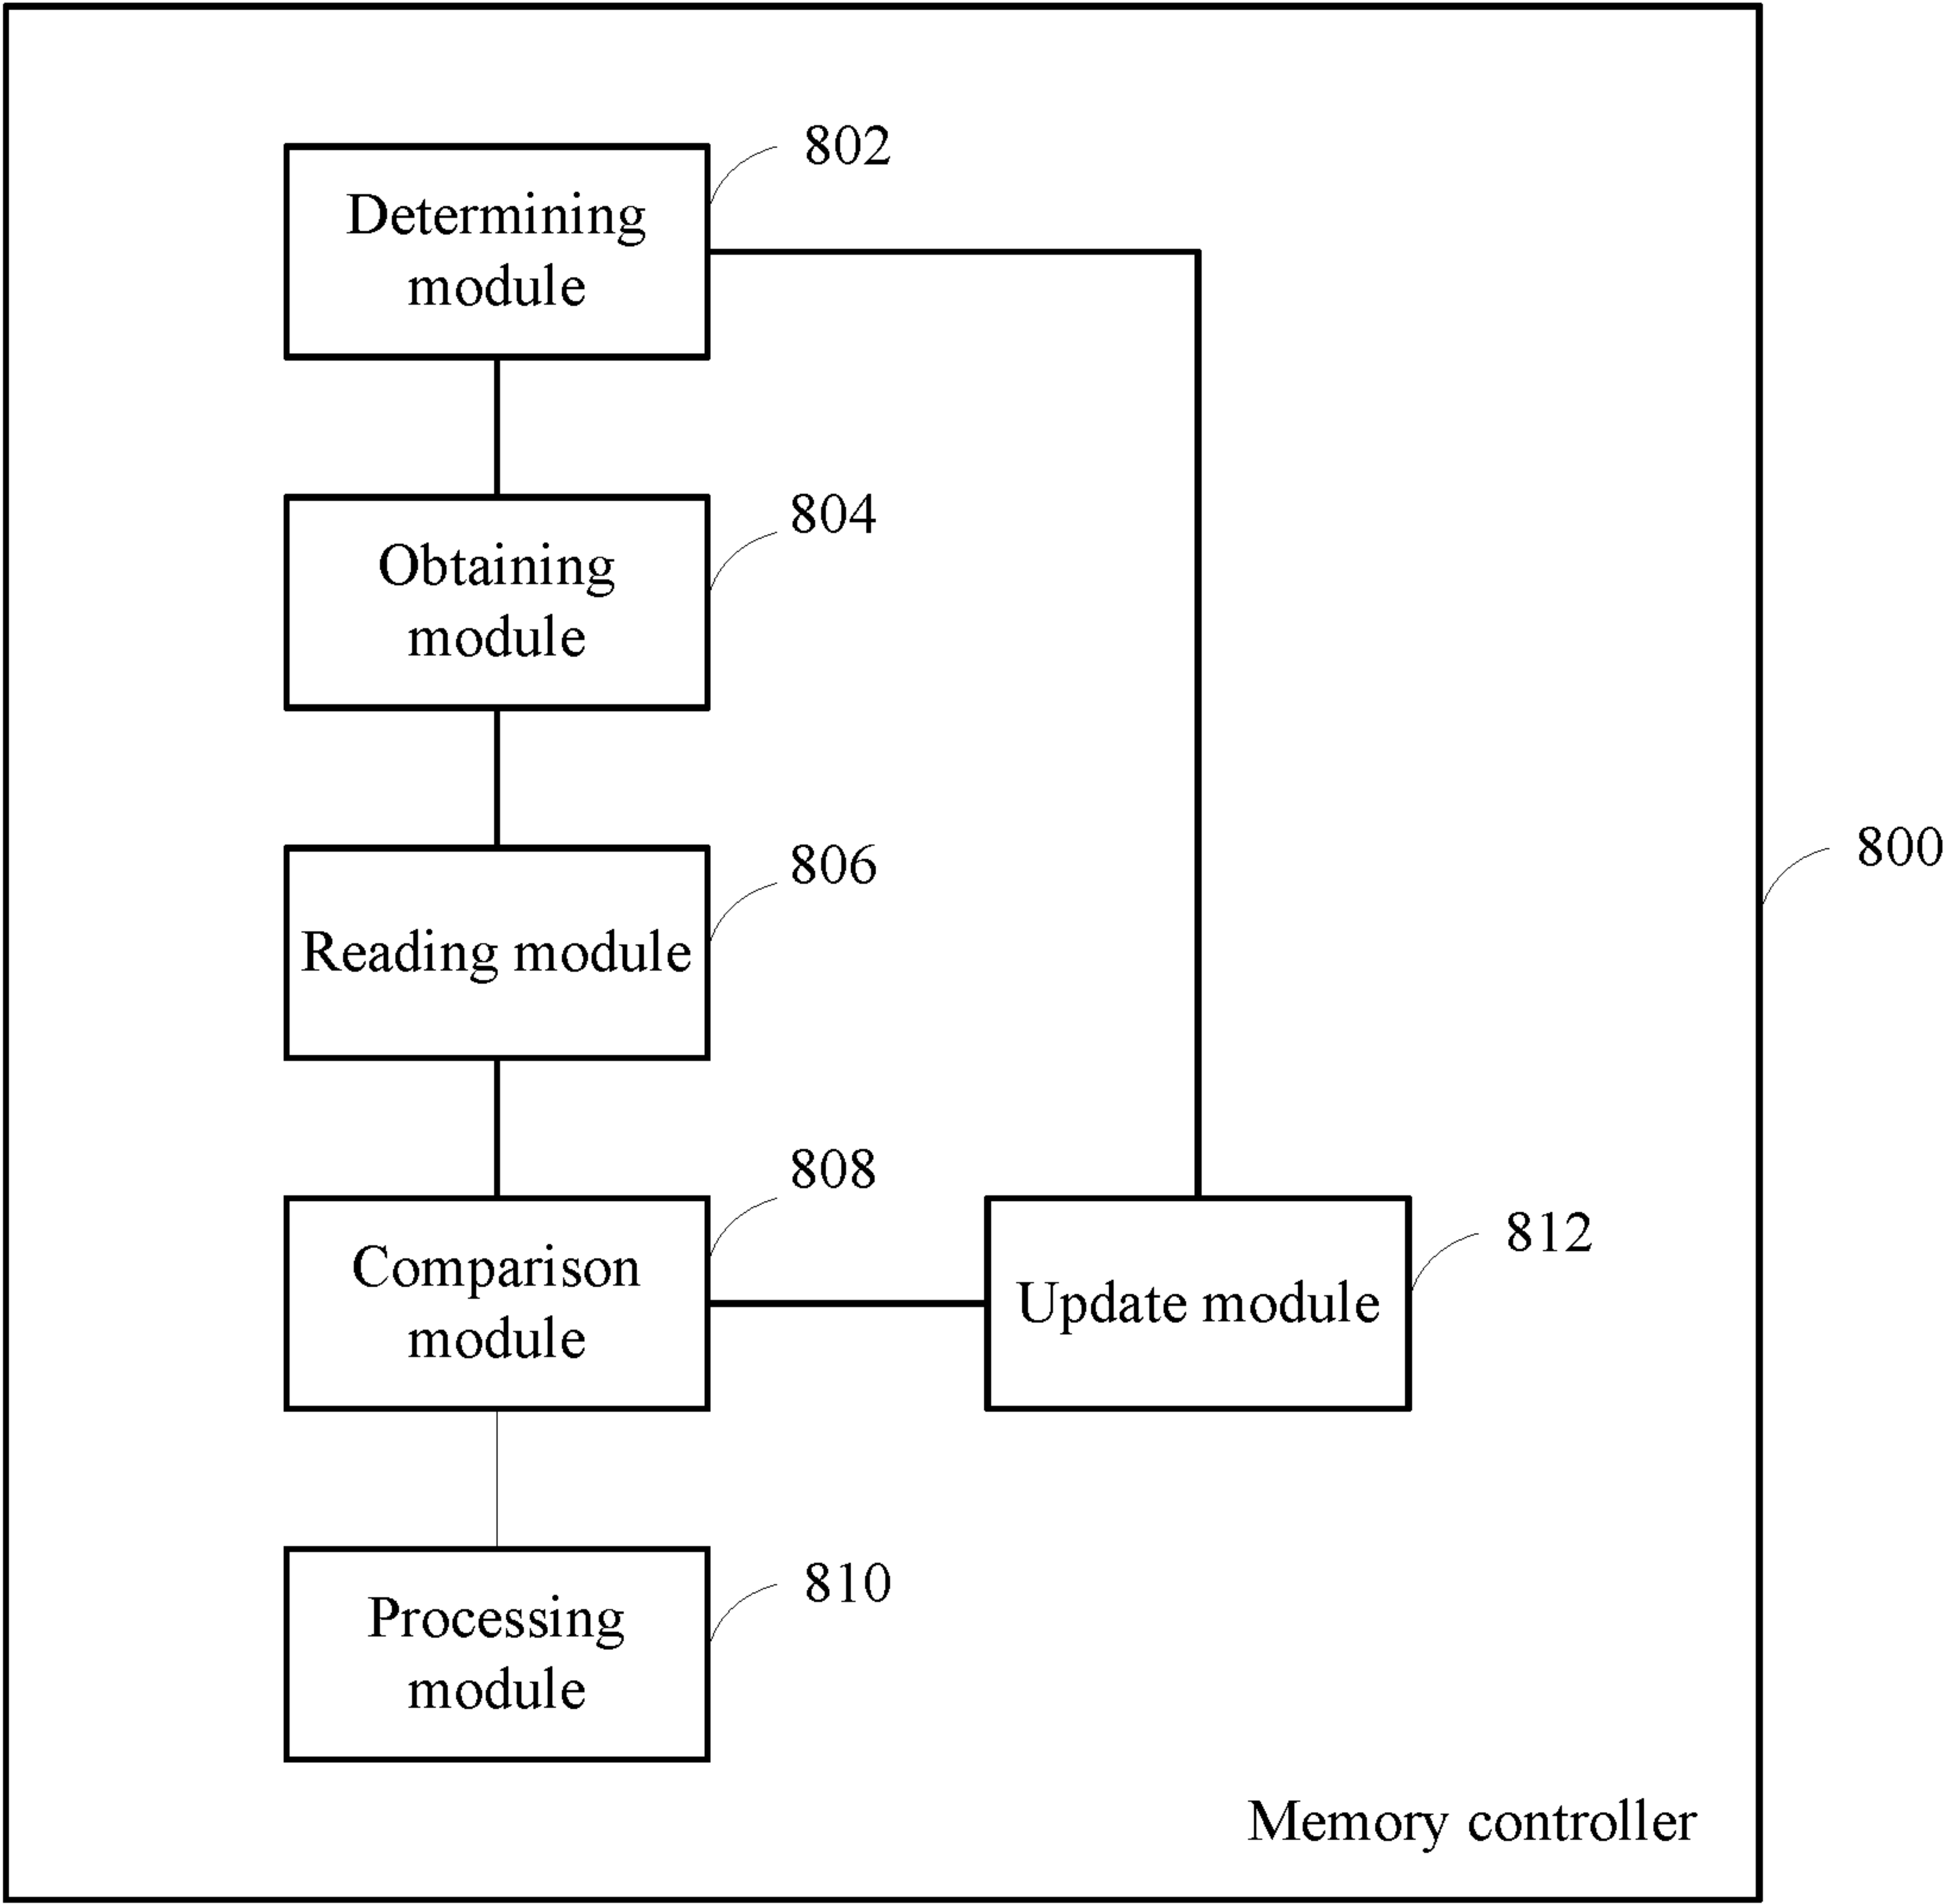 802
Determining
module
804
Obtaining
module
806
Reading module
800
808
Comparison
module
812
Update module
810
Processing
module
Memory controller